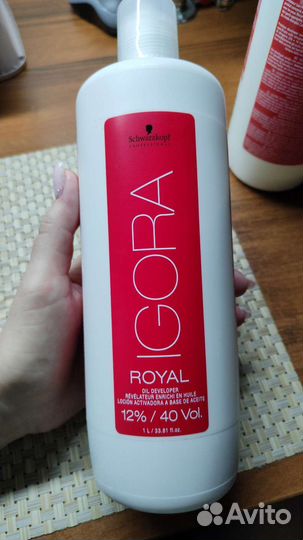 Schwarzkopf
PROFESSIONAL
IGORA
ROYAL
OIL DEVELOPER
RÉVÉLATEUR ENRICHI EN HUILE
LOCIÓN ACTIVADORA A BASE DE ACEITE
12% / 40 Vol.
1 L / 33.81 fl.oz.
Avito